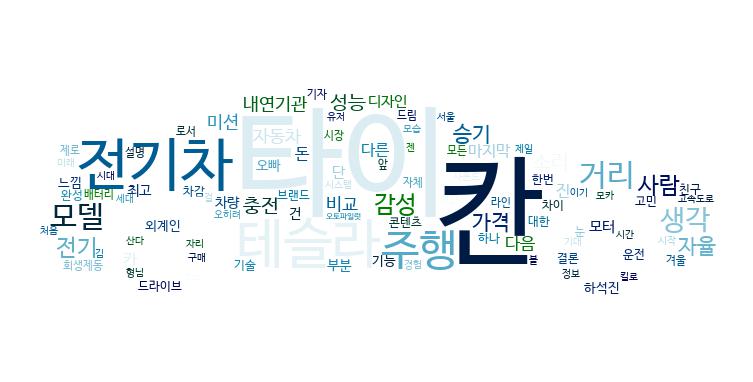 기자
내연기관 성능 디자인
미션 유저 드림 서울
로서 자동차 시장 모습 승기
타이
제로 설명 돈 다른 젠 모든 마지막 제일
미래 전기차 오빠 단 앞 칸 소리 거리
느낌 시대 시스템 자체 한번 사람 친구
완성 배터리 최고 차감 브랜드 감성 라인 진 이기 모카 고속도로
세대 차량 충전 비교 차이 고민
처음 모델 오히려 건 오토파일럿 콘텐츠 가격 대한 모터 시간 생각
외계인 테슬라 주행 하나
전기 김 산다 자리 다음 기대 시작 자율
카 결론 운전
회생제동 형님 구매 기술 부분 기능 경험 볼 눈 정보 겨울
드라이브 킬로
하석진